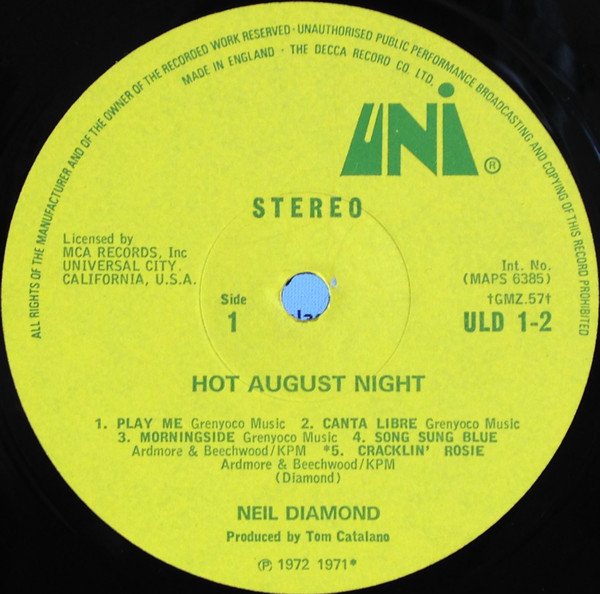 ALL RIGHTS OF THE MANUFACTURER AND OF THE OWNER OF THE RECORDED WORK RESERVED · UNAUTHORISED PUBLIC PERFORMANCE BROADCASTING AND COPYING OF THIS RECORD PROHIBITED
MADE IN ENGLAND · THE DECCA RECORD CO. LTD.
UNI ®
STEREO
Licensed by
MCA RECORDS, Inc
UNIVERSAL CITY.
CALIFORNIA, U.S.A.
Int. No.
(MAPS 6385)
Side
1
†GMZ.57†
ULD 1-2
HOT AUGUST NIGHT
1. PLAY ME Grenyoco Music 2. CANTA LIBRE Grenyoco Music
3. MORNINGSIDE Grenyoco Music 4. SONG SUNG BLUE
Ardmore & Beechwood/KPM *5. CRACKLIN' ROSIE
Ardmore & Beechwood/KPM
(Diamond)
NEIL DIAMOND
Produced by Tom Catalano
℗ 1972 1971*